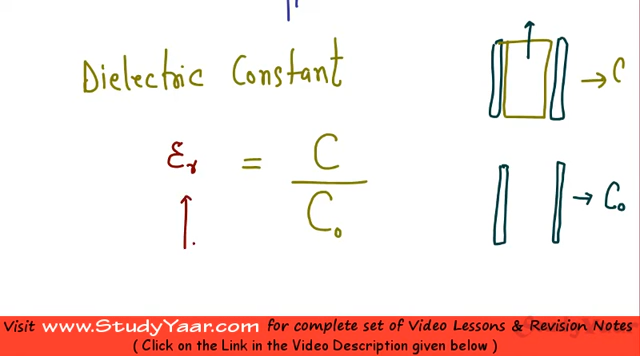 Dielectric Constant
→ C
εᵣ = C / C₀
→ C₀
Visit www.StudyYaar.com for complete set of Video Lessons & Revision Notes
( Click on the Link in the Video Description given below )